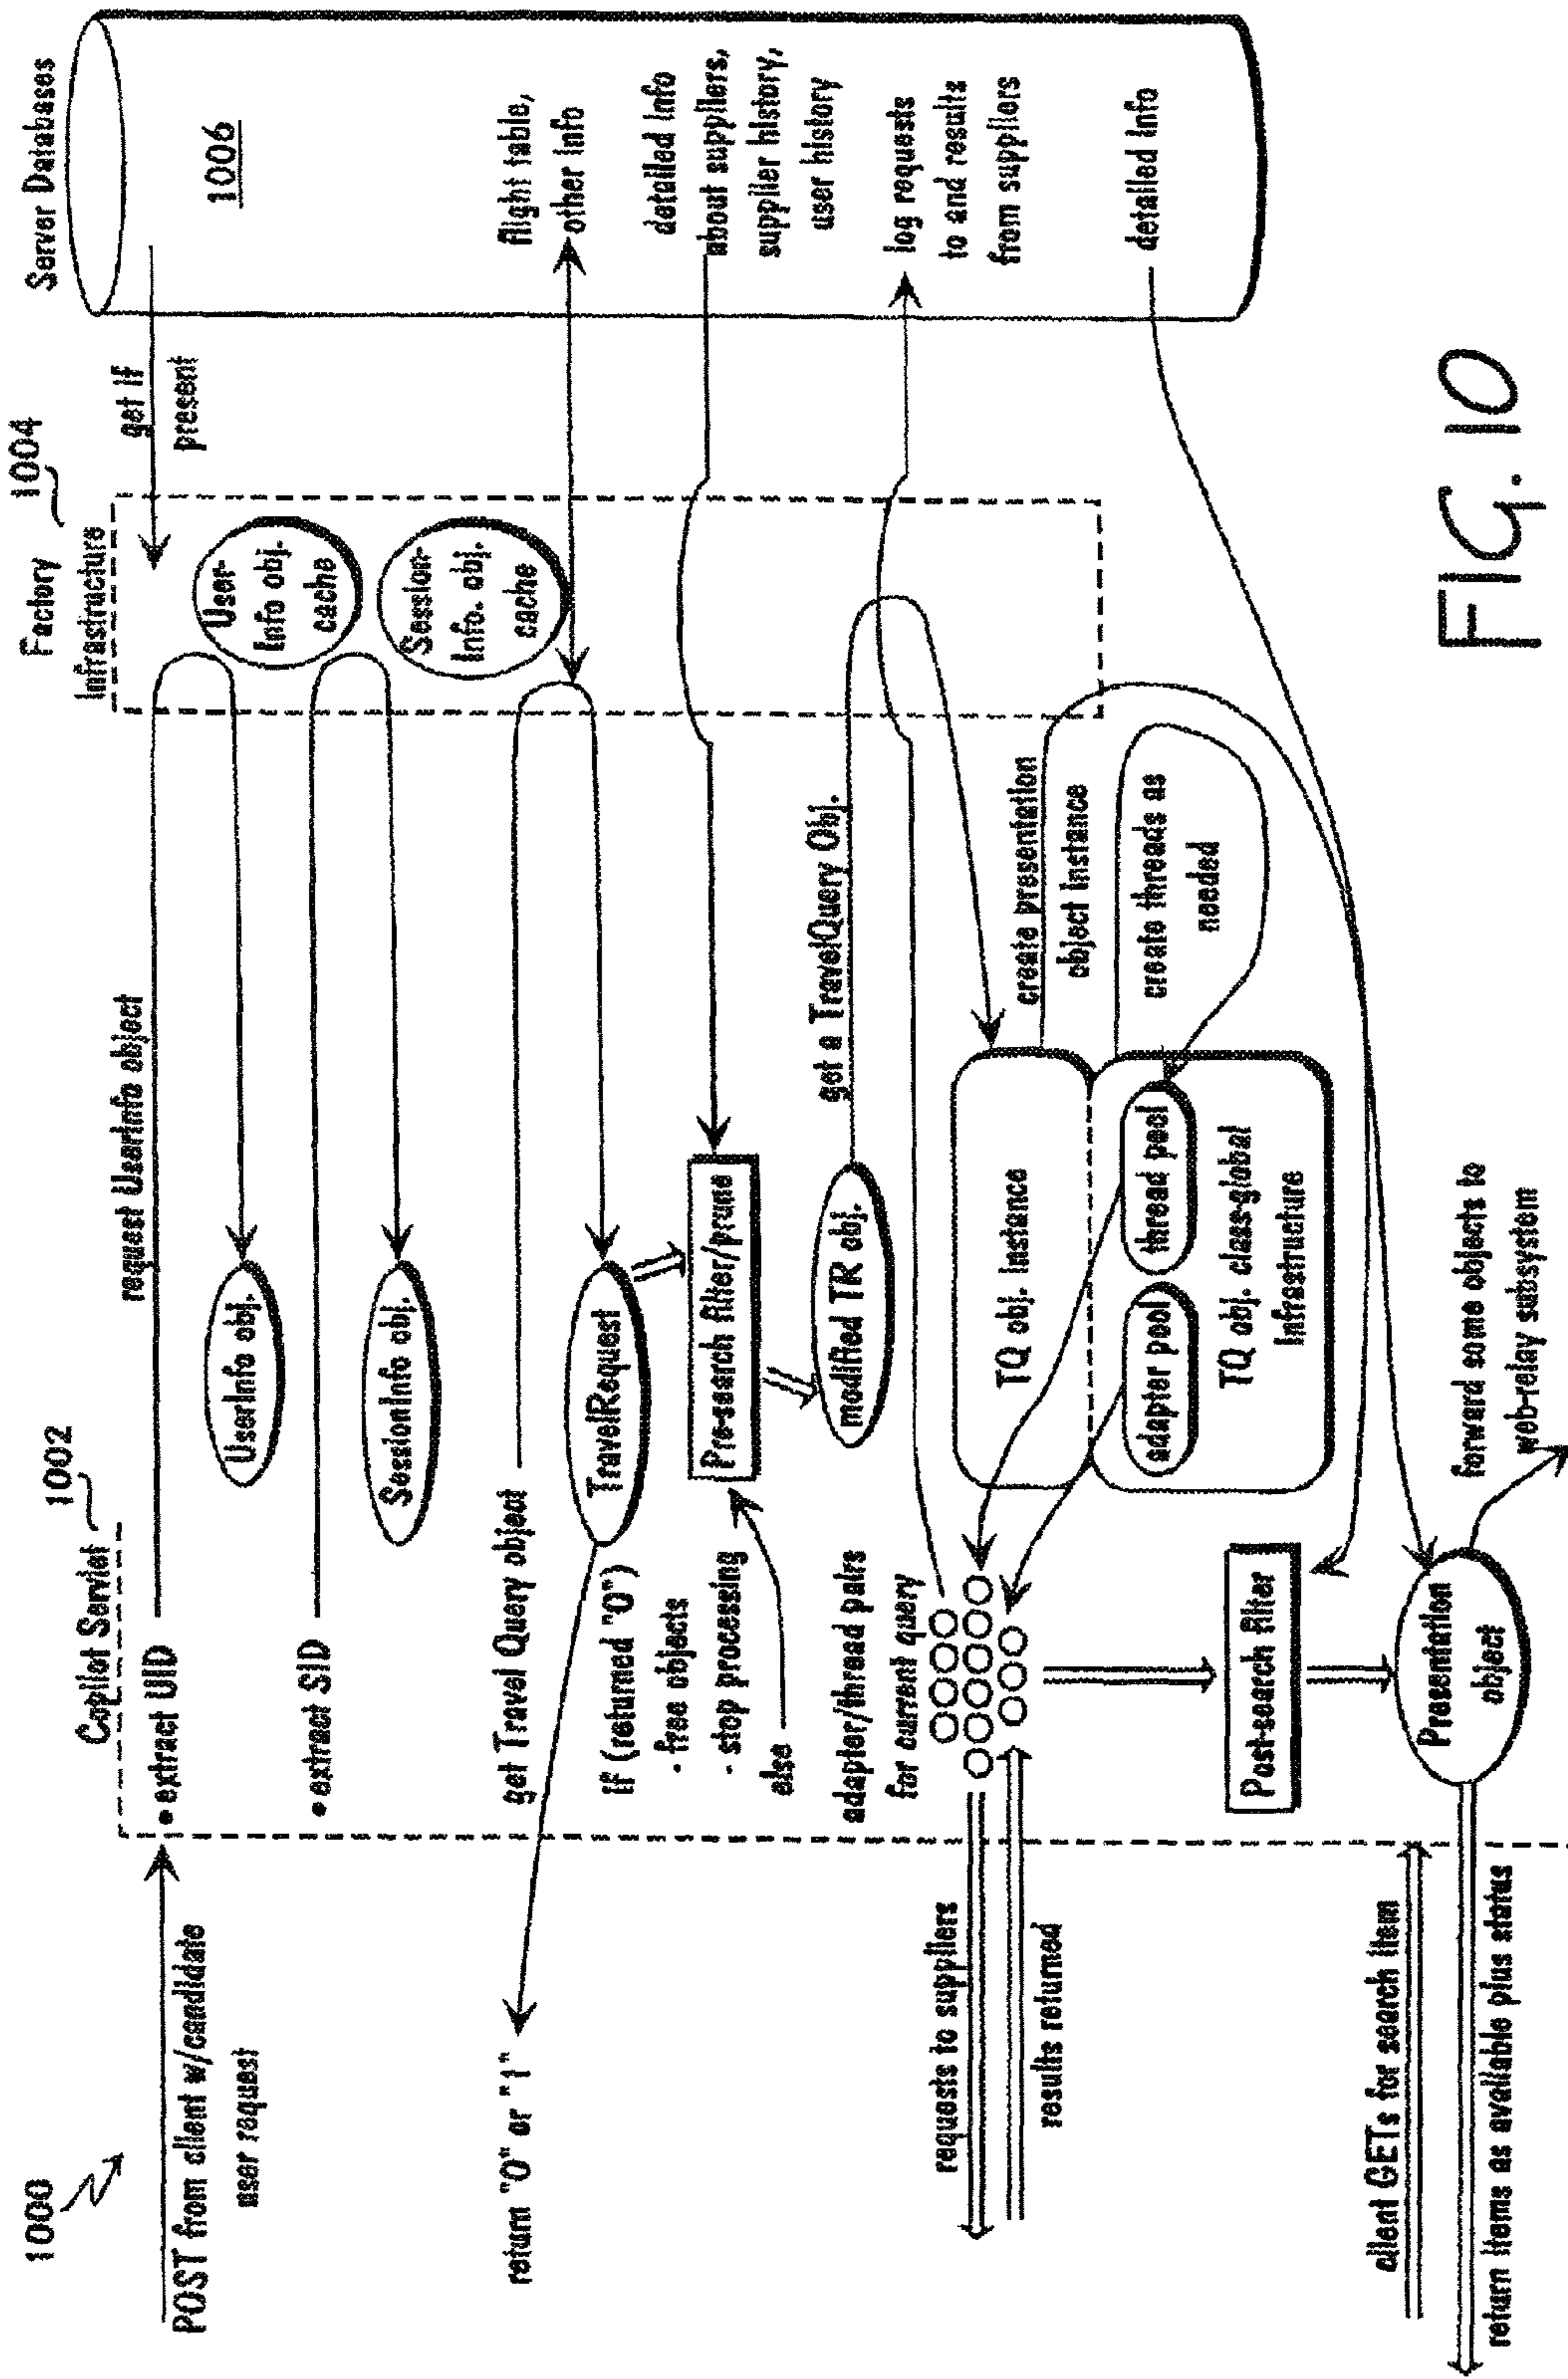 1000
POST from client w/candidate
user request
Copilot Servlet
1002
• extract UID
request UserInfo object
Factory
Infrastructure
1004
get if
present
Server Databases
1006
User-
Info obj.
cache
UserInfo obj.
• extract SID
Session-
Info. obj.
cache
SessionInfo obj.
get Travel Query object
flight table,
other info
return "0" or "1"
TravelRequest
If (returned "0")
- free objects
- stop processing
else
Pre-search filter/prune
detailed info
about suppliers,
supplier history,
user history
modified TR obj.
get a TravelQuery Obj.
log requests
to and results
from suppliers
adapter/thread pairs
for current query
requests to suppliers
results returned
TQ obj. instance
create presentation
object instance
adapter pool
thread pool
TQ obj. class-global
Infrastructure
create threads as
needed
detailed info
Post-search filter
client GETs for search item
Presentation
object
return items as available plus status
forward some objects to
web-relay subsystem
FIG. 10